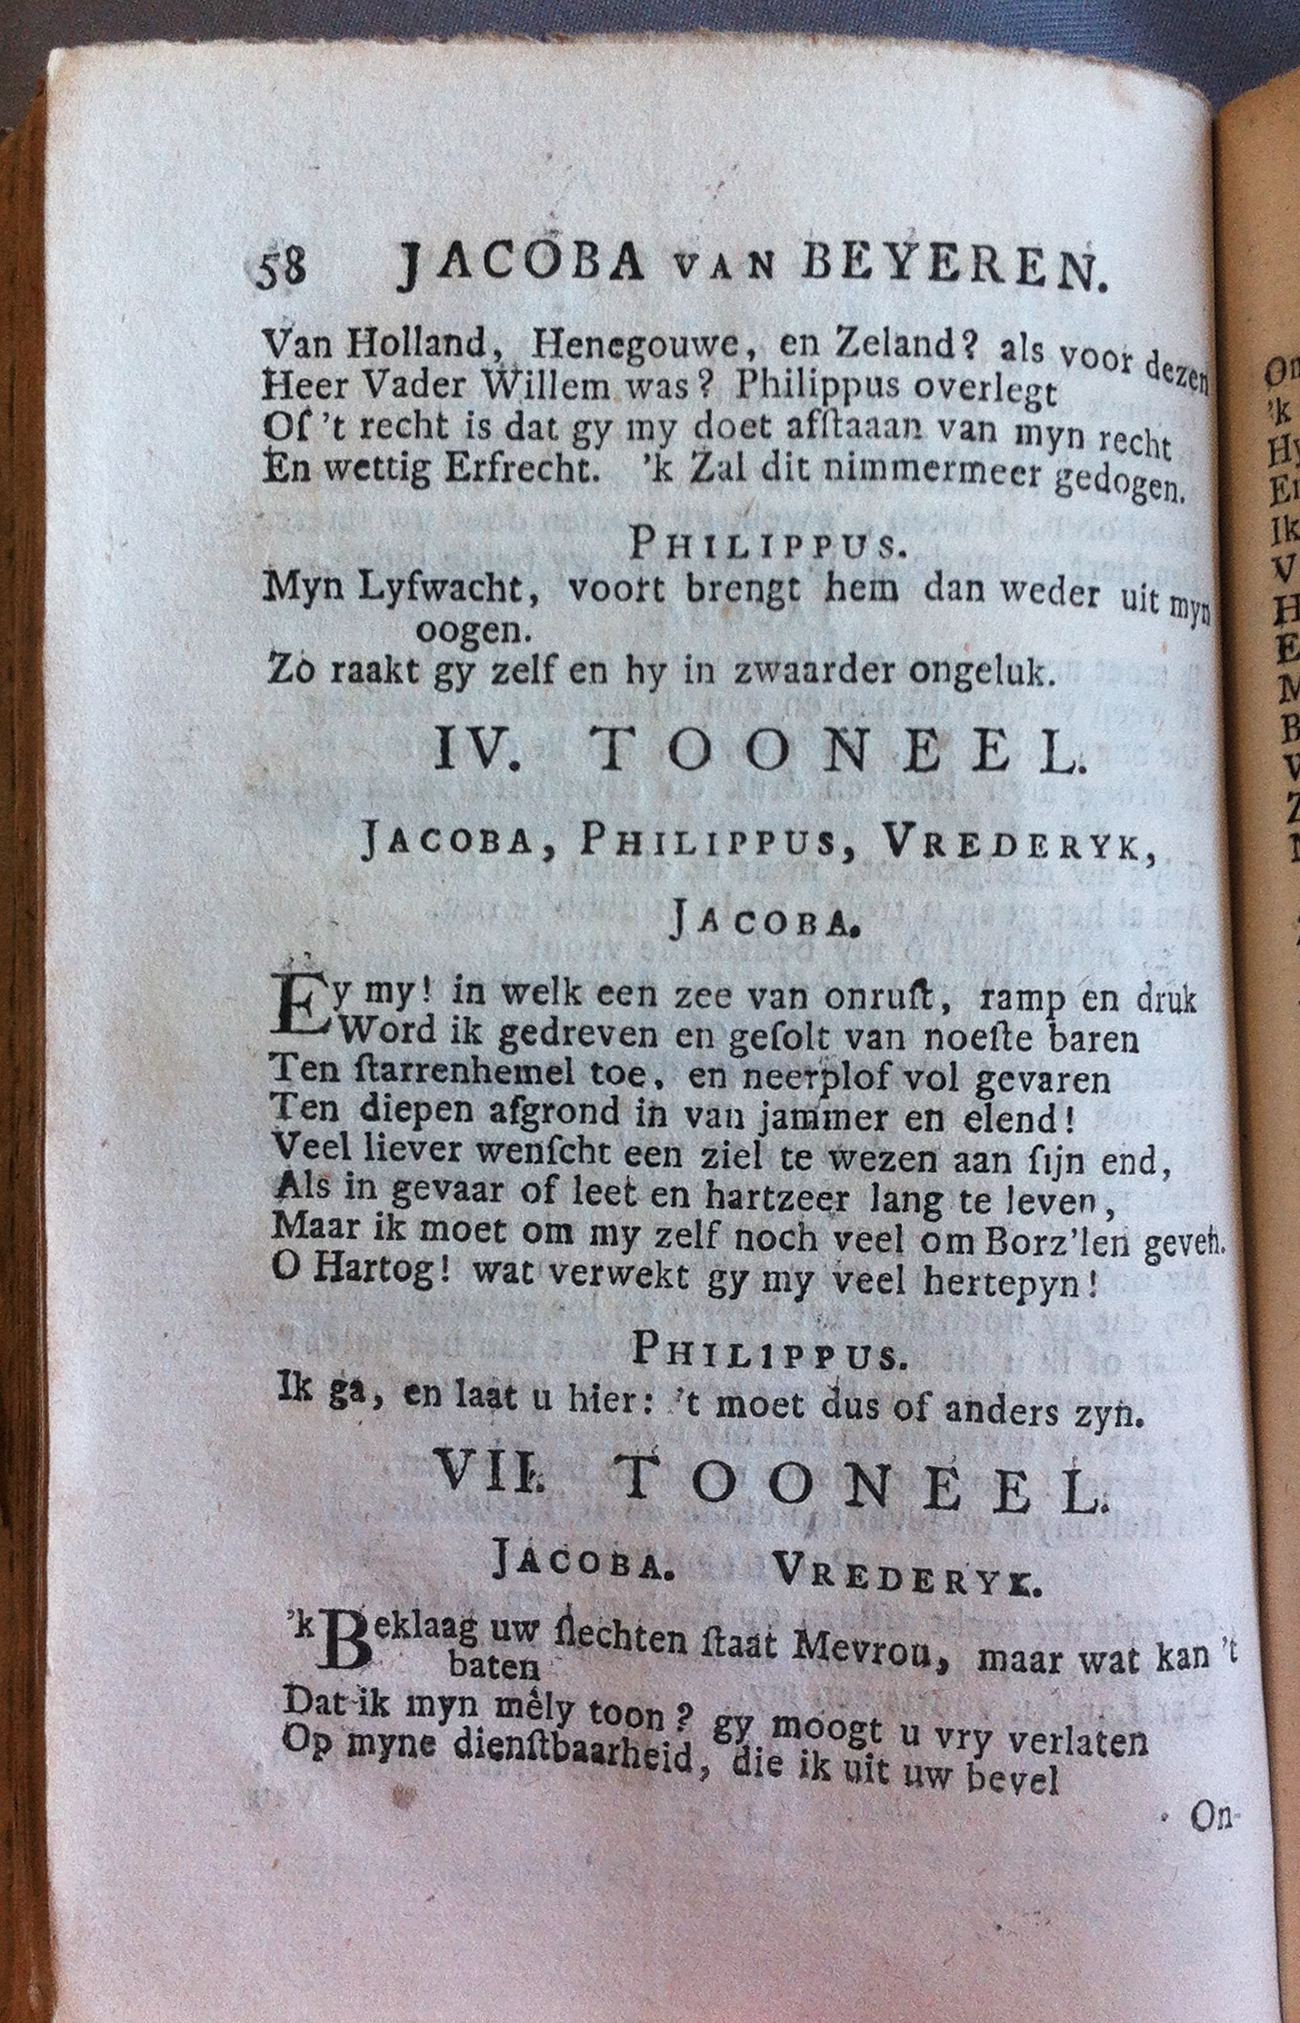 58 JACOBA VAN BEYEREN.
Van Holland, Henegouwe, en Zeland? als voor dezen
Heer Vader Willem was? Philippus overlegt
Of 't recht is dat gy my doet afſtaaan van myn recht
En wettig Erfrecht. 'k Zal dit nimmermeer gedogen.
PHILIPPUS.
Myn Lyfwacht, voort brengt hem dan weder uit myn
oogen.
Zo raakt gy zelf en hy in zwaarder ongeluk.
IV. TOONEEL.
JACOBA, PHILIPPUS, VREDERYK,
JACOBA.
Ey my! in welk een zee van onruſt, ramp en druk
Word ik gedreven en geſolt van noeſte baren
Ten ſtarrenhemel toe, en neerplof vol gevaren
Ten diepen afgrond in van jammer en elend!
Veel liever wenſcht een ziel te wezen aan ſijn end,
Als in gevaar of leet en hartzeer lang te leven,
Maar ik moet om my zelf noch veel om Borz'len geven.
O Hartog! wat verwekt gy my veel hertepyn!
PHILIPPUS.
Ik ga, en laat u hier: 't moet dus of anders zyn.
VII. TOONEEL.
JACOBA. VREDERYK.
'k Beklaag uw ſlechten ſtaat Mevrou, maar wat kan 't
baten
Dat ik myn mêly toon? gy moogt u vry verlaten
Op myne dienſtbaarheid, die ik uit uw bevel
On-
On
'k
Hy
Ik
V
H
E
M
B
V
Z